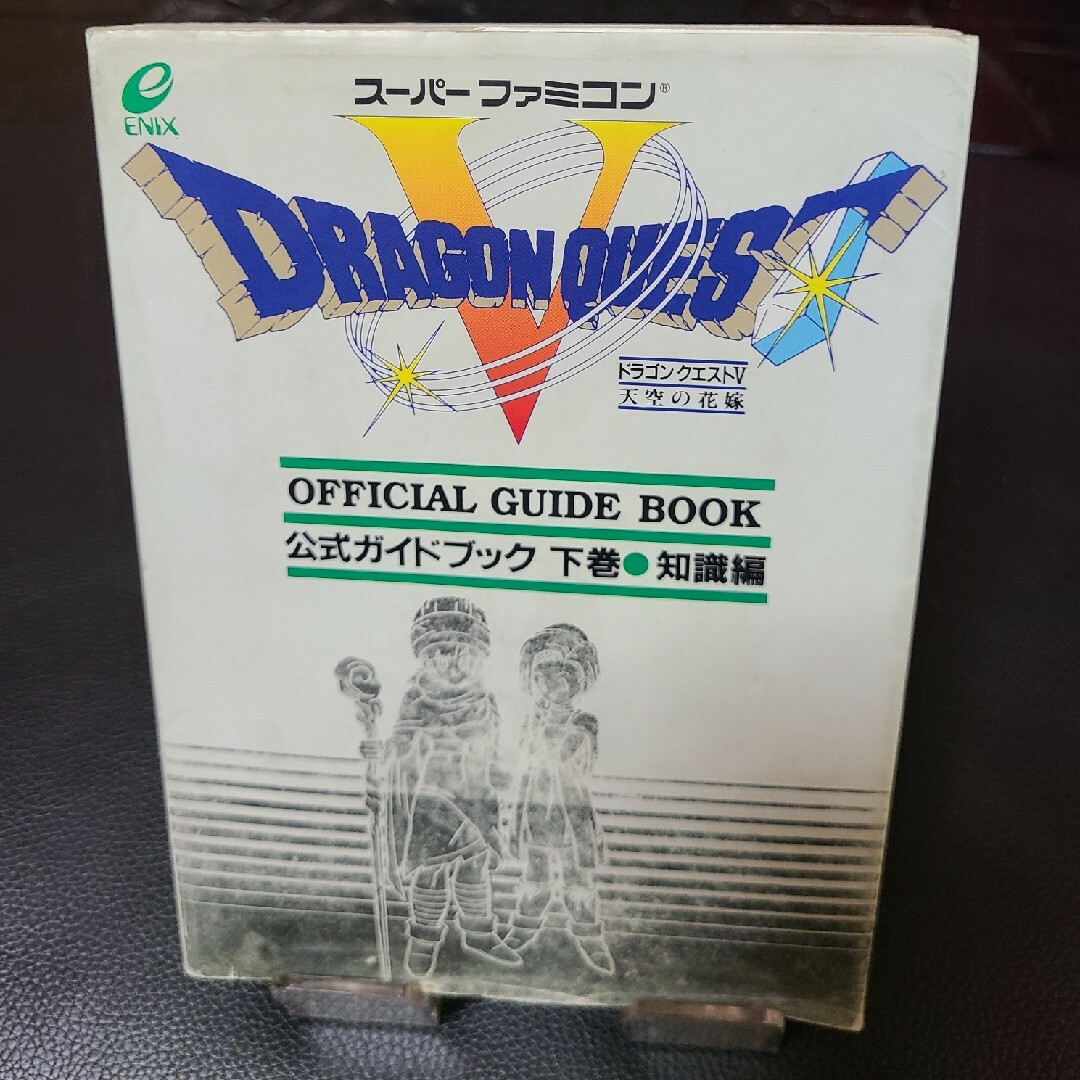 ENIX
スーパーファミコン®
V
DRAGON QUEST
ドラゴンクエストV
天空の花嫁
OFFICIAL GUIDE BOOK
公式ガイドブック 下巻●知識編